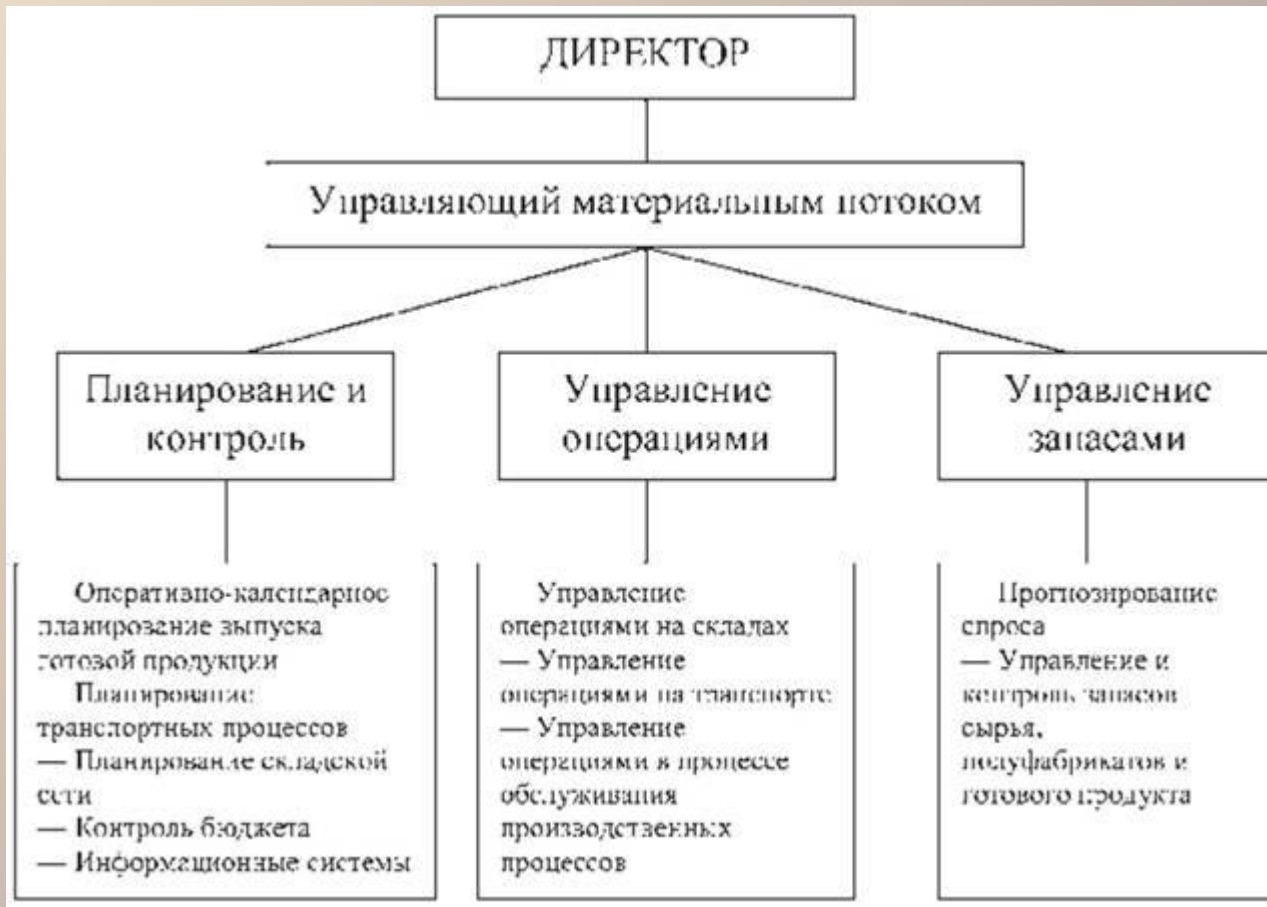 ДИРЕКТОР
Управляющий материальным потоком
Планирование и
контроль
Управление
операциями
Управление
запасами
Оперативно-календарное
планирование выпуска
готовой продукции
Планирование
транспортных процессов
— Планирование складской
сети
— Контроль бюджета
— Информационные системы
Управление
операциями на складах
— Управление
операциями на транспорте
— Управление
операциями в процессе
обслуживания
производственных
процессов
Прогнозирование
спроса
— Управление и
контроль запасов
сырья,
полуфабрикатов и
готового продукта